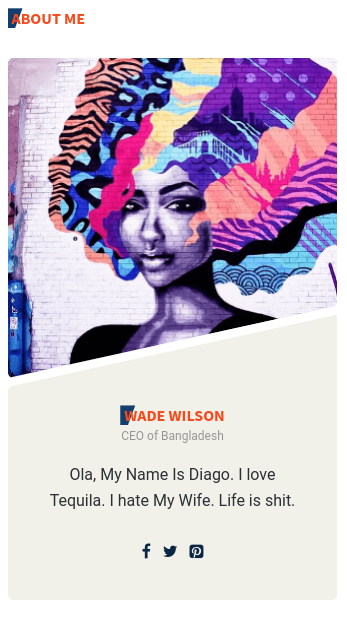 ABOUT ME
WADE WILSON
CEO of Bangladesh
Ola, My Name Is Diago. I love
Tequila. I hate My Wife. Life is shit.